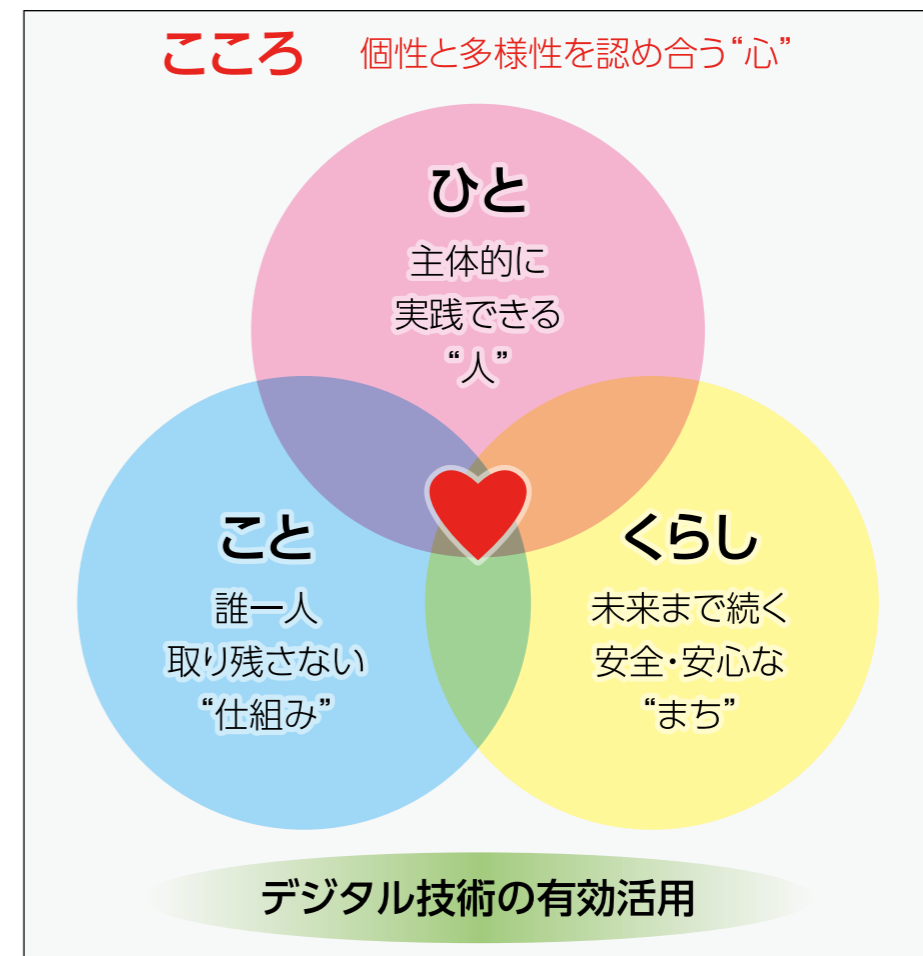 こころ 個性と多様性を認め合う“心”
ひと
主体的に
実践できる
“人”
こと
誰一人
取り残さない
“仕組み”
くらし
未来まで続く
安全・安心な
“まち”
デジタル技術の有効活用